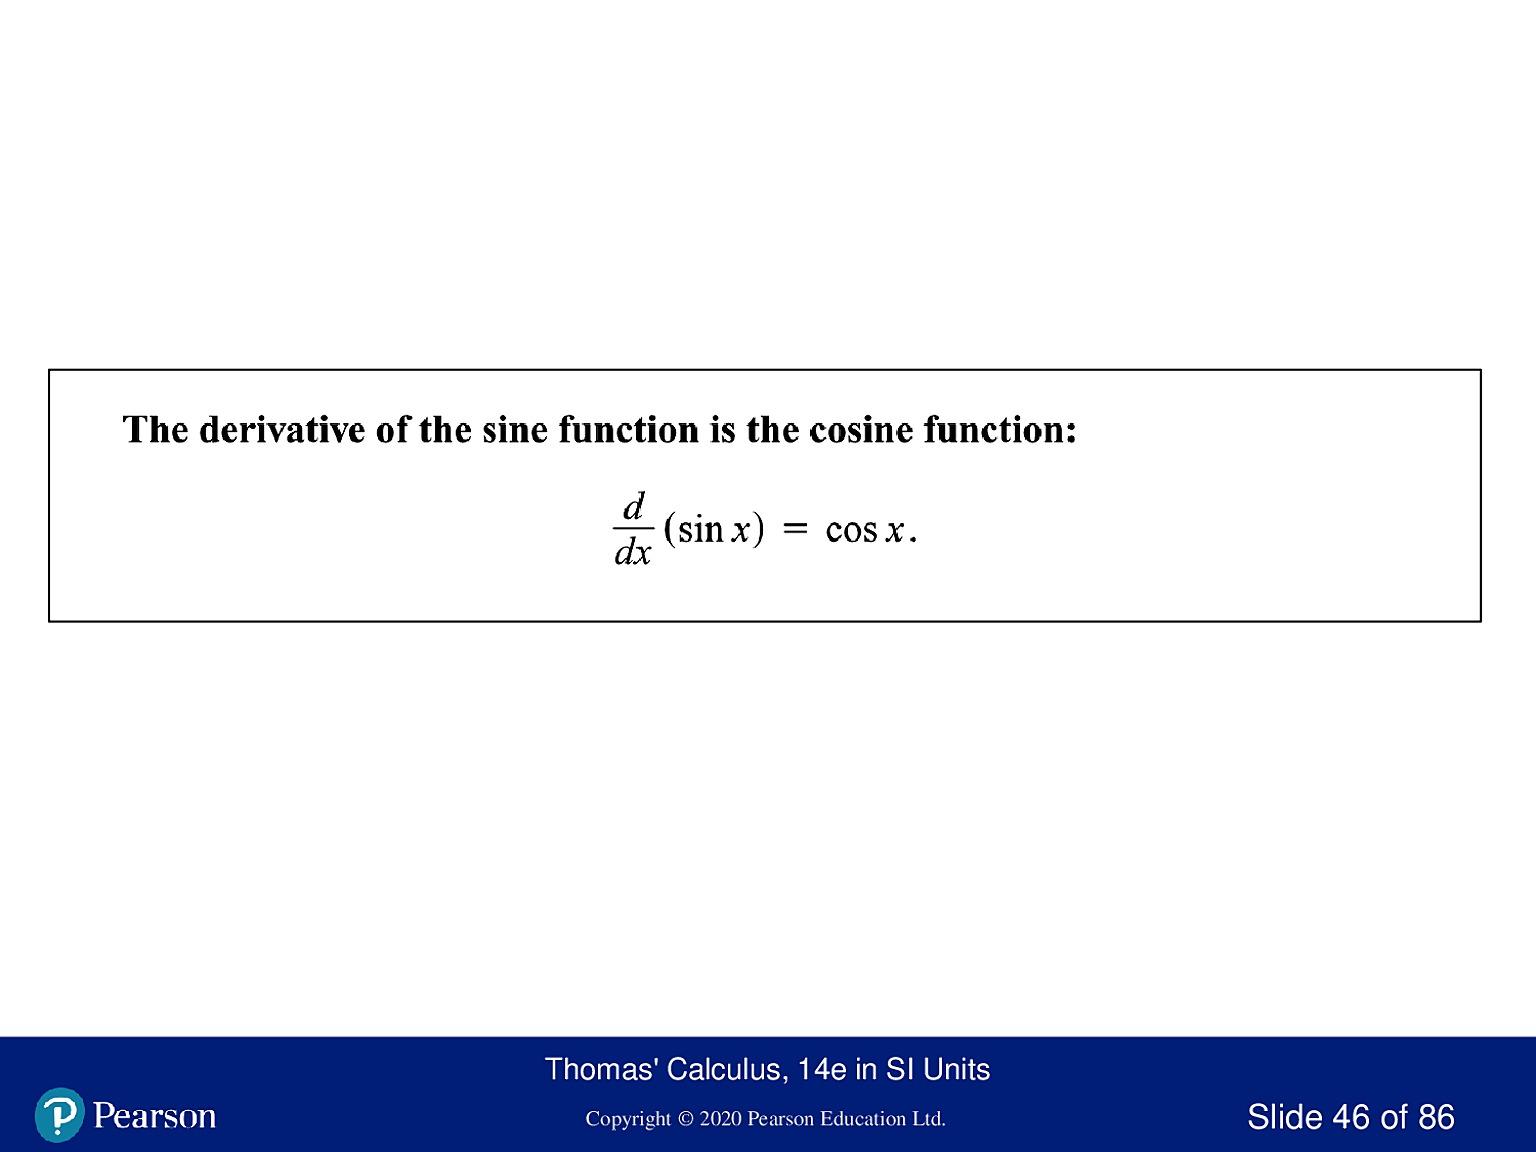 The derivative of the sine function is the cosine function:
d/dx (sin x) = cos x.
Thomas' Calculus, 14e in SI Units
Pearson
Copyright © 2020 Pearson Education Ltd.
Slide 46 of 86